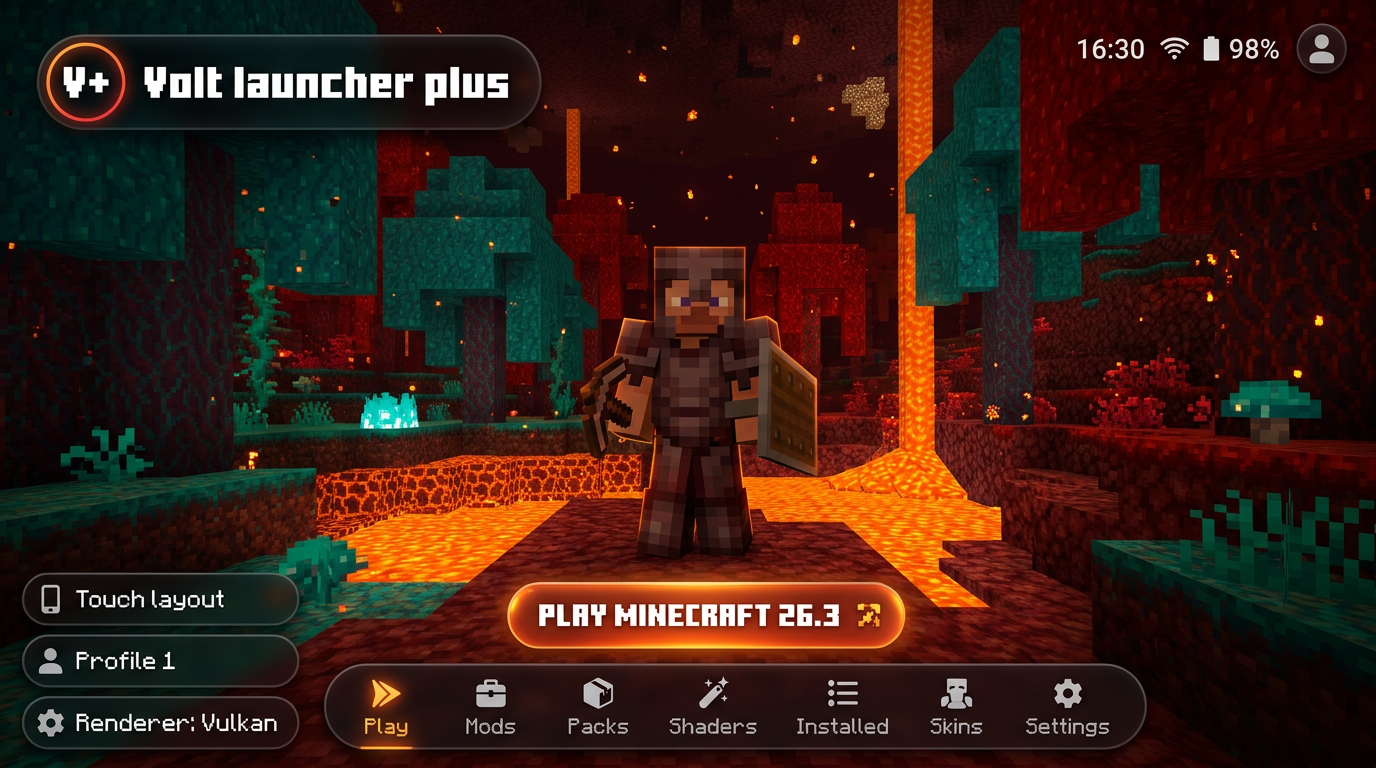 V+ Volt launcher plus
16:30 98%
Touch layout
Profile 1
Renderer: Vulkan
PLAY MINECRAFT 26.3
Play Mods Packs Shaders Installed Skins Settings